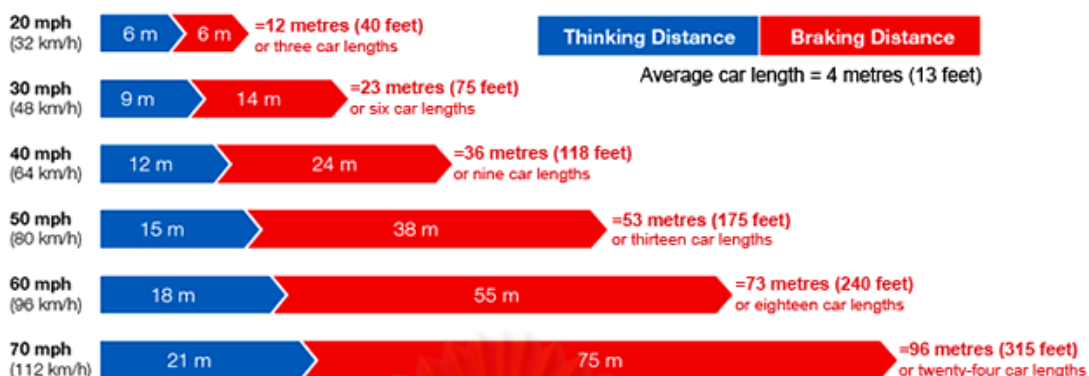 20 mph
(32 km/h)
6 m
6 m
=12 metres (40 feet)
or three car lengths
Thinking Distance
Braking Distance
Average car length = 4 metres (13 feet)
30 mph
(48 km/h)
9 m
14 m
=23 metres (75 feet)
or six car lengths
40 mph
(64 km/h)
12 m
24 m
=36 metres (118 feet)
or nine car lengths
50 mph
(80 km/h)
15 m
38 m
=53 metres (175 feet)
or thirteen car lengths
60 mph
(96 km/h)
18 m
55 m
=73 metres (240 feet)
or eighteen car lengths
70 mph
(112 km/h)
21 m
75 m
=96 metres (315 feet)
or twenty-four car lengths